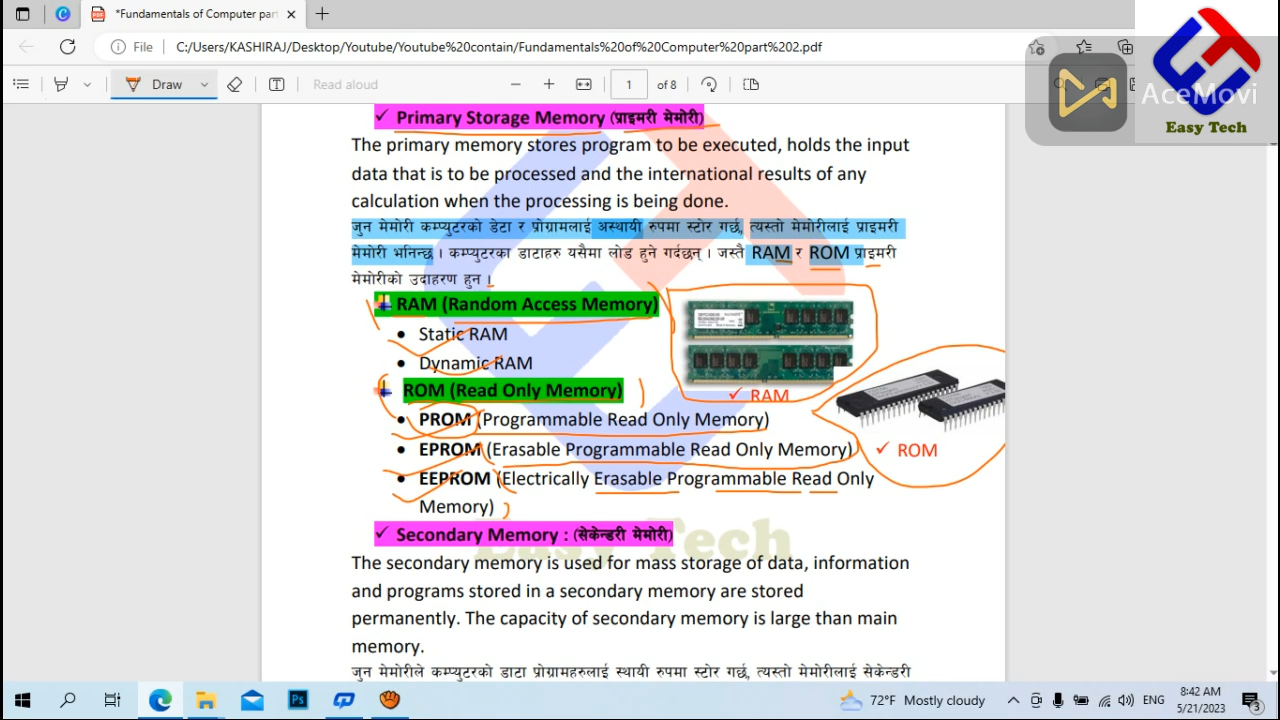 *Fundamentals of Computer part
File
C:/Users/KASHIRAJ/Desktop/Youtube/Youtube%20contain/Fundamentals%20of%20Computer%20part%202.pdf
Draw
Read aloud
1 of 8
AceMovi
Easy Tech
✓ Primary Storage Memory (प्राइमरी मेमोरी)
The primary memory stores program to be executed, holds the input
data that is to be processed and the international results of any
calculation when the processing is being done.
जुन मेमोरी कम्प्युटरको डेटा र प्रोग्रामलाई अस्थायी रुपमा स्टोर गर्छ, त्यस्तो मेमोरीलाई प्राइमरी
मेमोरी भनिन्छ । कम्प्युटरका डाटाहरु यसैमा लोड हुने गर्दछन् । जस्तै RAM र ROM प्राइमरी
मेमोरीको उदाहरण हुन ।
RAM (Random Access Memory)
• Static RAM
• Dynamic RAM
ROM (Read Only Memory)
• PROM (Programmable Read Only Memory)
• EPROM (Erasable Programmable Read Only Memory)
• EEPROM (Electrically Erasable Programmable Read Only
Memory)
✓ RAM
✓ ROM
✓ Secondary Memory : (सेकेन्डरी मेमोरी)
Easy Tech
The secondary memory is used for mass storage of data, information
and programs stored in a secondary memory are stored
permanently. The capacity of secondary memory is large than main
memory.
जुन मेमोरीले कम्प्युटरको डाटा प्रोग्रामहरुलाई स्थायी रुपमा स्टोर गर्छ, त्यस्तो मेमोरीलाई सेकेन्डरी
Ps
72°F Mostly cloudy
ENG
8:42 AM
5/21/2023
3